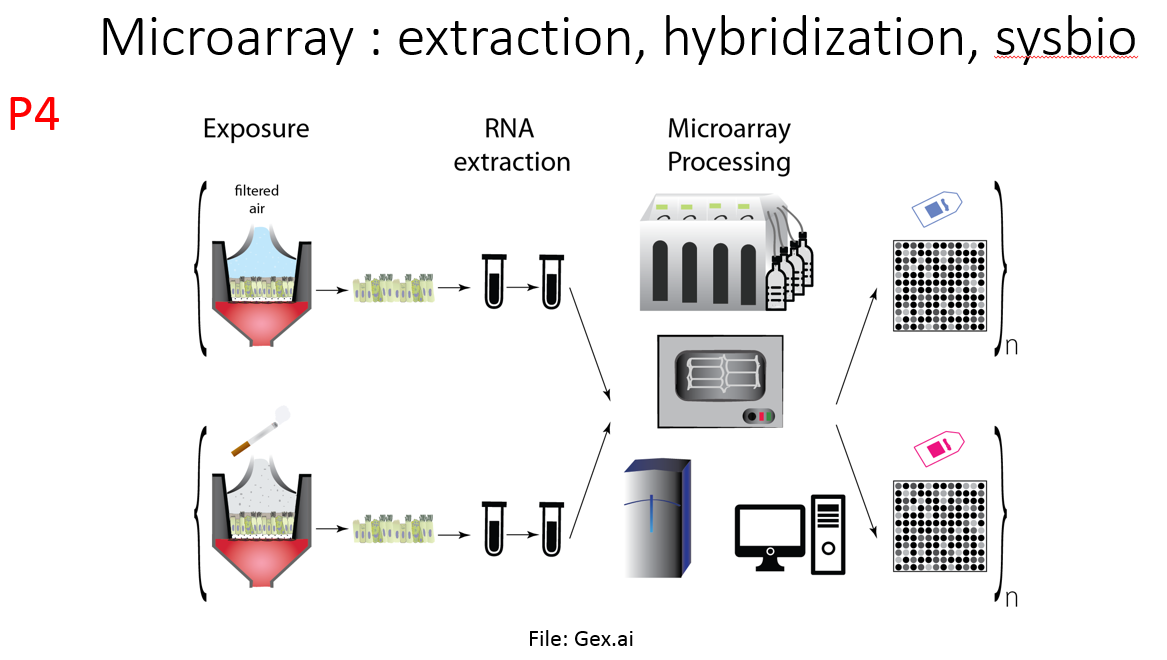 Microarray : extraction, hybridization, sysbio
P4
Exposure
RNA
extraction
Microarray
Processing
filtered
air
n
n
File: Gex.ai